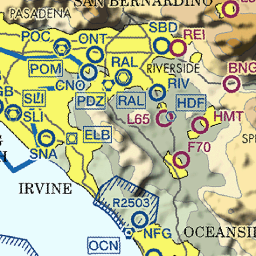 SAN BERNARDINO
PASADENA
POC
ONT
SBD
REI
POM
RAL
RIVERSIDE
CNO
RIV
BNG
SLI
PDZ
RAL
HDF
SLI
L65
HMT
ELB
SNA
F70
IRVINE
R2503
NFG
OCEANSI
OCN